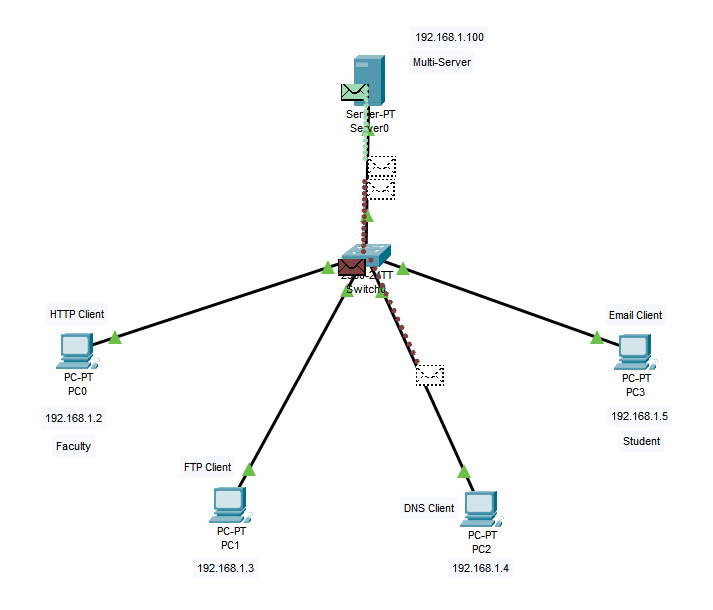 192.168.1.100
Multi-Server
Server-PT
Server0
2960-24TT
Switch0
HTTP Client
PC-PT
PC0
192.168.1.2
Faculty
Email Client
PC-PT
PC3
192.168.1.5
Student
FTP Client
PC-PT
PC1
192.168.1.3
DNS Client
PC-PT
PC2
192.168.1.4